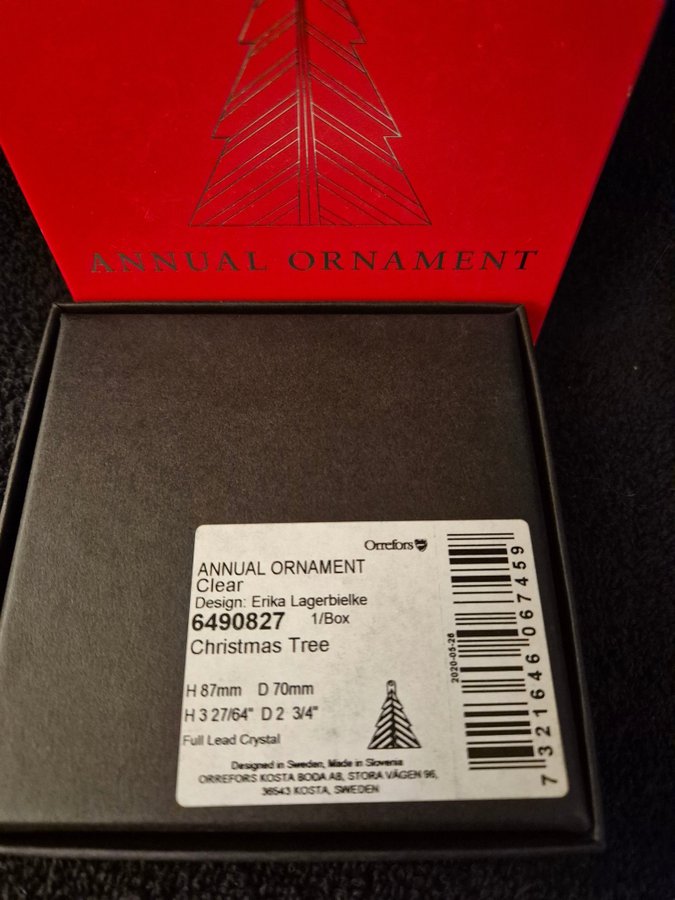 ANNUAL ORNAMENT
Orrefors
ANNUAL ORNAMENT
Clear
Design: Erika Lagerbielke
6490827 1/Box
Christmas Tree
H 87mm D 70mm
H 3 27/64" D 2 3/4"
Full Lead Crystal
Designed in Sweden, Made in Slovenia
ORREFORS KOSTA BODA AB, STORA VÄGEN 96,
36543 KOSTA, SWEDEN
2020-05-26
7 321646 067459